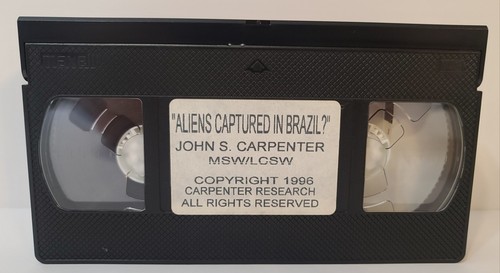 "ALIENS CAPTURED IN BRAZIL?"
JOHN S. CARPENTER
MSW/LCSW
COPYRIGHT 1996
CARPENTER RESEARCH
ALL RIGHTS RESERVED